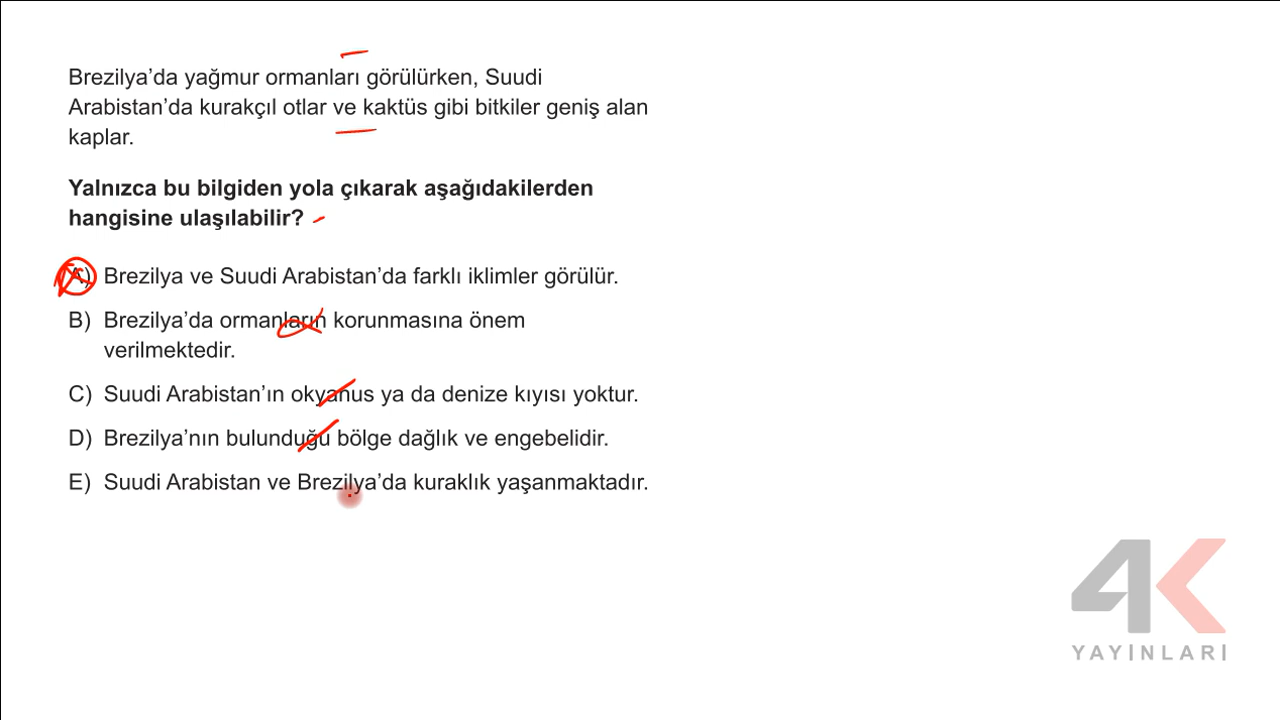 Brezilya'da yağmur ormanları görülürken, Suudi
Arabistan'da kurakçıl otlar ve kaktüs gibi bitkiler geniş alan
kaplar.
Yalnızca bu bilgiden yola çıkarak aşağıdakilerden
hangisine ulaşılabilir?
A) Brezilya ve Suudi Arabistan'da farklı iklimler görülür.
B) Brezilya'da ormanların korunmasına önem
verilmektedir.
C) Suudi Arabistan'ın okyanus ya da denize kıyısı yoktur.
D) Brezilya'nın bulunduğu bölge dağlık ve engebelidir.
E) Suudi Arabistan ve Brezilya'da kuraklık yaşanmaktadır.
4K
YAYINLARI